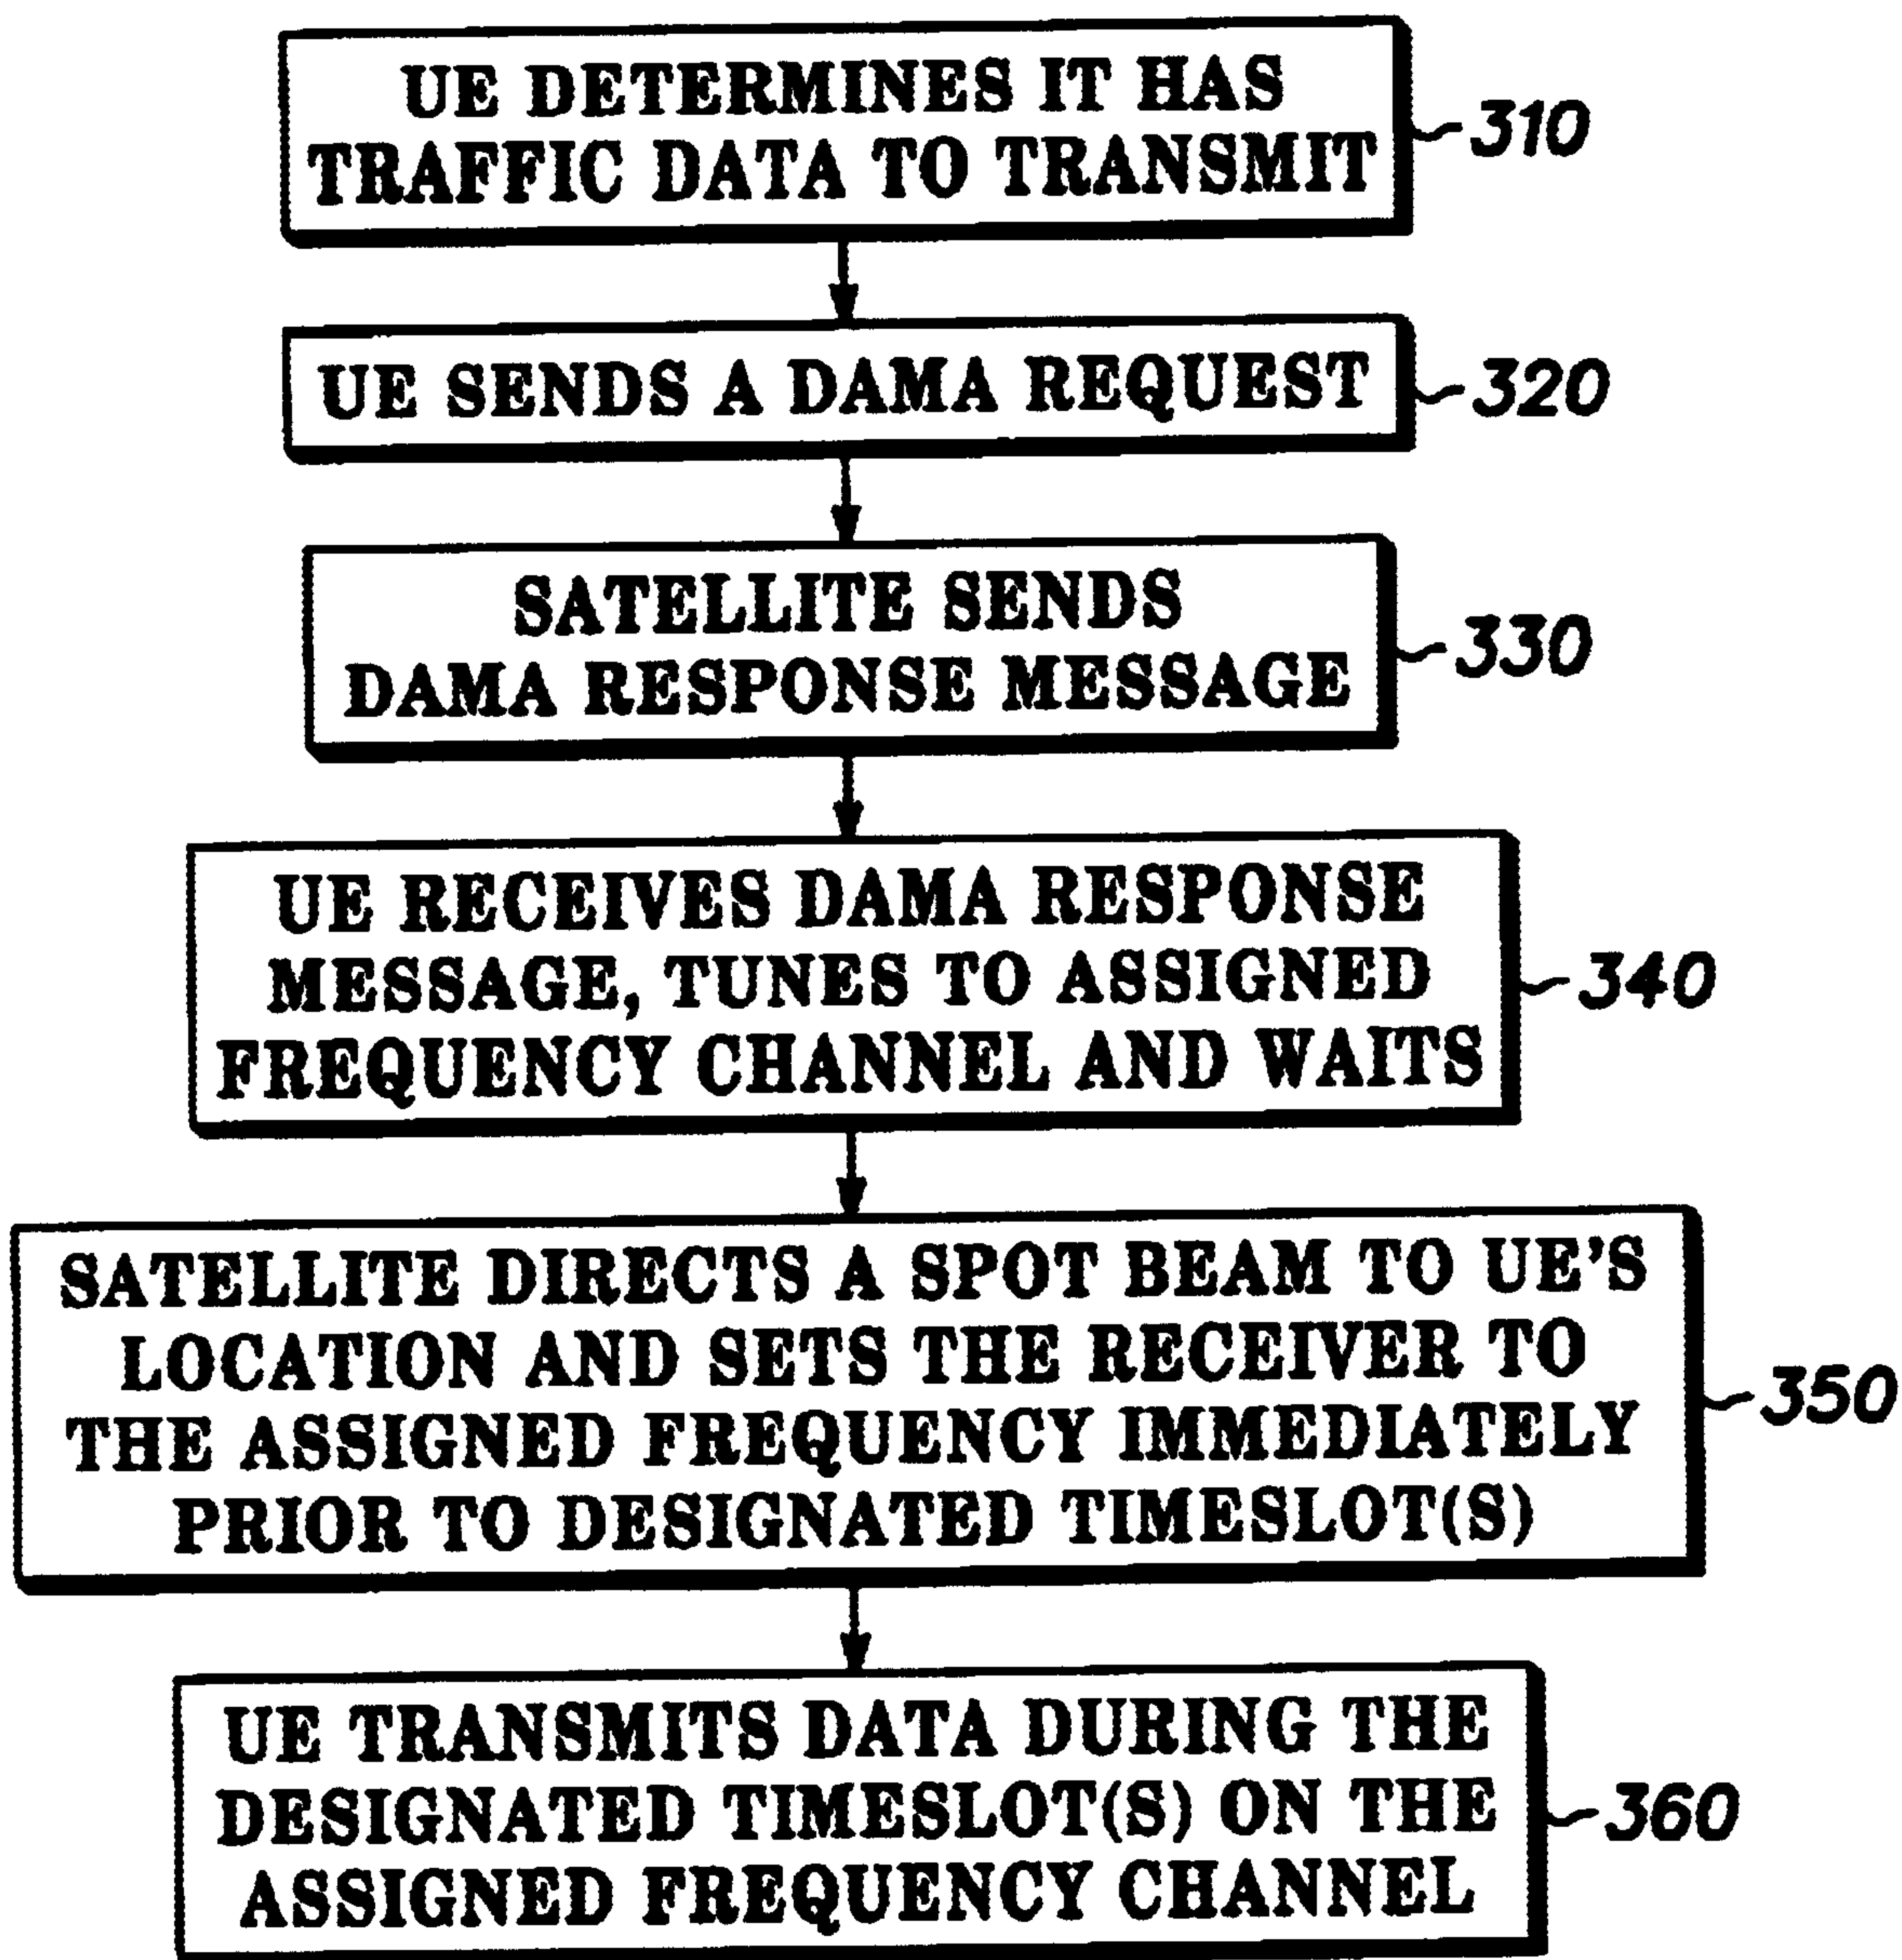 UE DETERMINES IT HAS
TRAFFIC DATA TO TRANSMIT
310
UE SENDS A DAMA REQUEST
320
SATELLITE SENDS
DAMA RESPONSE MESSAGE
330
UE RECEIVES DAMA RESPONSE
MESSAGE, TUNES TO ASSIGNED
FREQUENCY CHANNEL AND WAITS
340
SATELLITE DIRECTS A SPOT BEAM TO UE'S
LOCATION AND SETS THE RECEIVER TO
THE ASSIGNED FREQUENCY IMMEDIATELY
PRIOR TO DESIGNATED TIMESLOT(S)
350
UE TRANSMITS DATA DURING THE
DESIGNATED TIMESLOT(S) ON THE
ASSIGNED FREQUENCY CHANNEL
360